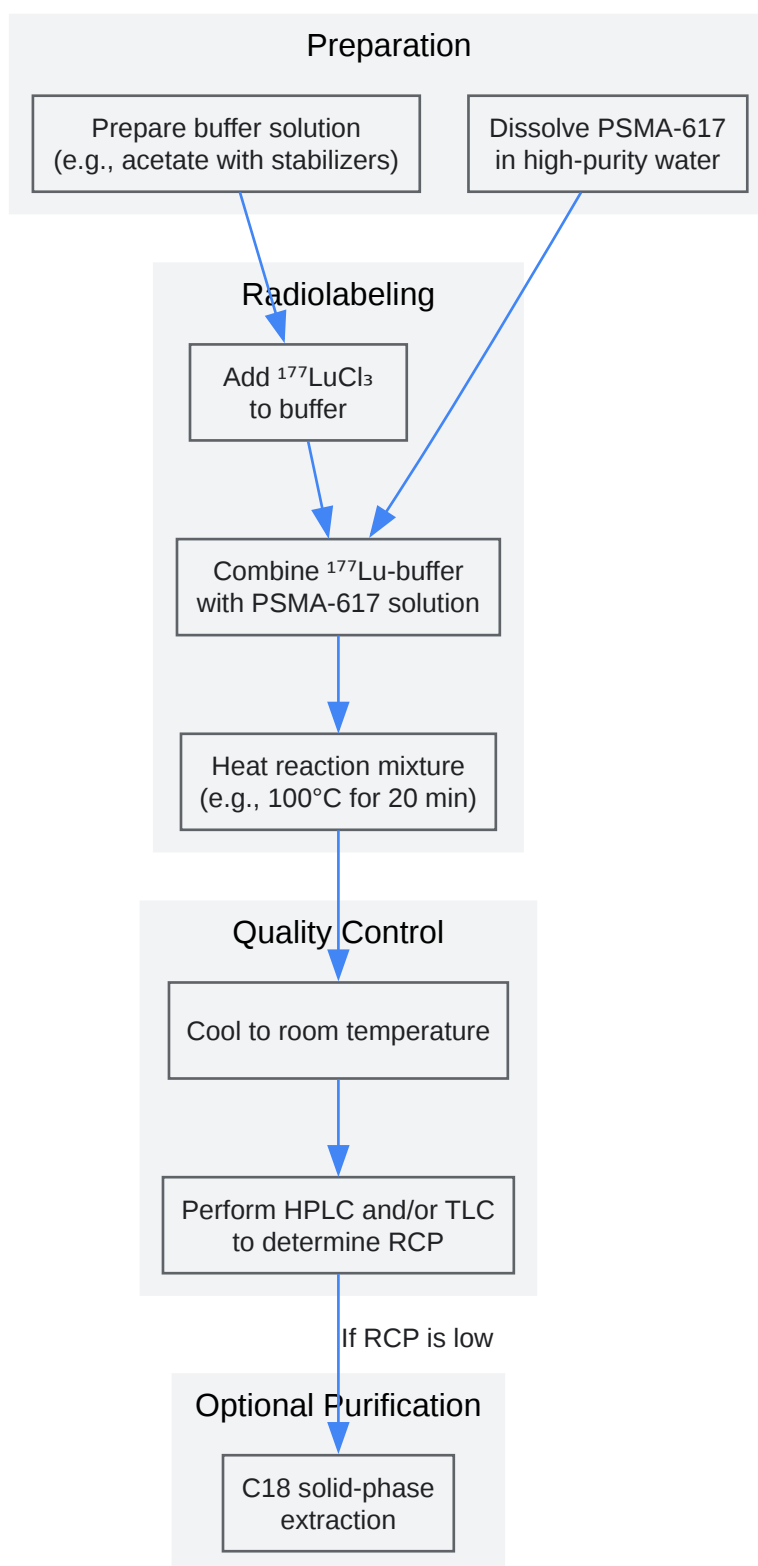 Preparation
Prepare buffer solution
(e.g., acetate with stabilizers)
Dissolve PSMA-617
in high-purity water
Radiolabeling
Add ¹⁷⁷LuCl₃
to buffer
Combine ¹⁷⁷Lu-buffer
with PSMA-617 solution
Heat reaction mixture
(e.g., 100°C for 20 min)
Quality Control
Cool to room temperature
Perform HPLC and/or TLC
to determine RCP
If RCP is low
Optional Purification
C18 solid-phase
extraction